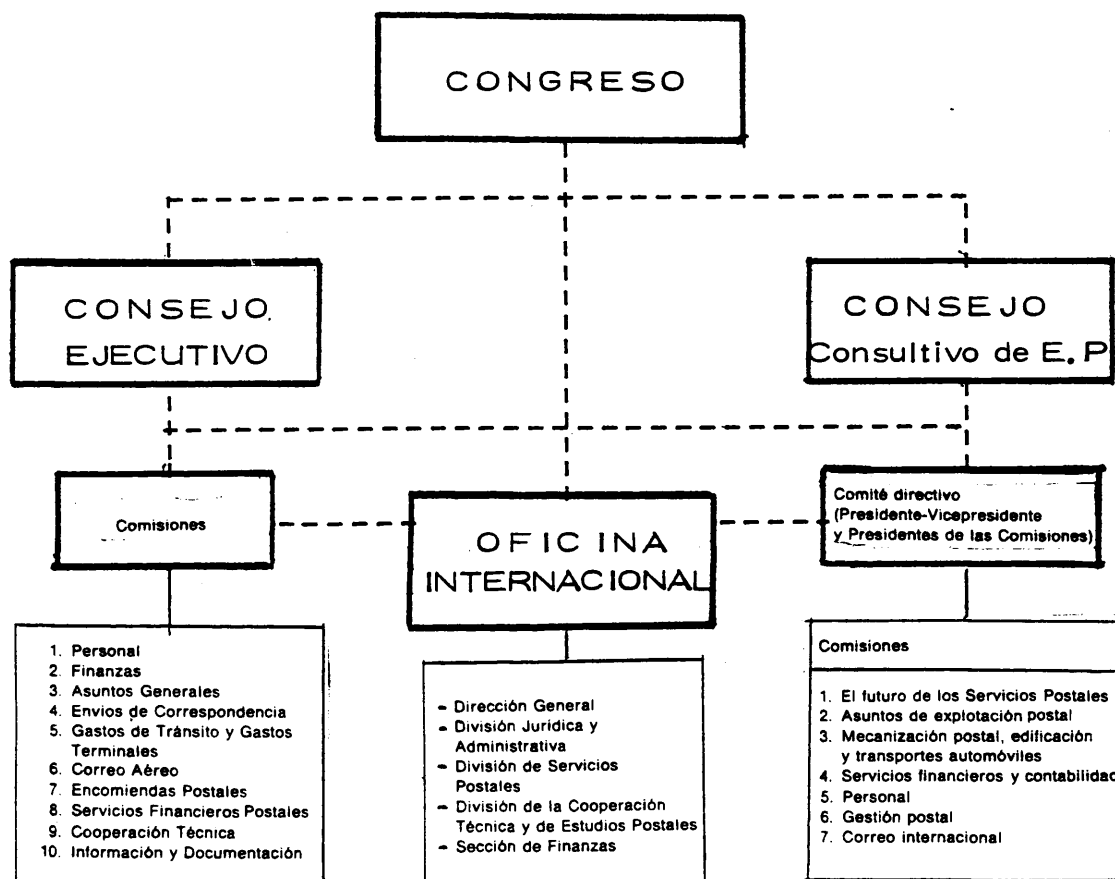 CONGRESO
CONSEJO
EJECUTIVO
CONSEJO
Consultivo de E.P
Comisiones
OFICINA
INTERNACIONAL
Comité directivo
(Presidente-Vicepresidente
y Presidentes de las Comisiones)
1. Personal
2. Finanzas
3. Asuntos Generales
4. Envios de Correspondencia
5. Gastos de Tránsito y Gastos
Terminales
6. Correo Aéreo
7. Encomiendas Postales
8. Servicios Financieros Postales
9. Cooperación Técnica
10. Información y Documentación
- Dirección General
- División Jurídica y
Administrativa
- División de Servicios
Postales
- División de la Cooperación
Técnica y de Estudios Postales
- Sección de Finanzas
Comisiones
1. El futuro de los Servicios Postales
2. Asuntos de explotación postal
3. Mecanización postal, edificación
y transportes automóviles
4. Servicios financieros y contabilidad
5. Personal
6. Gestión postal
7. Correo internacional